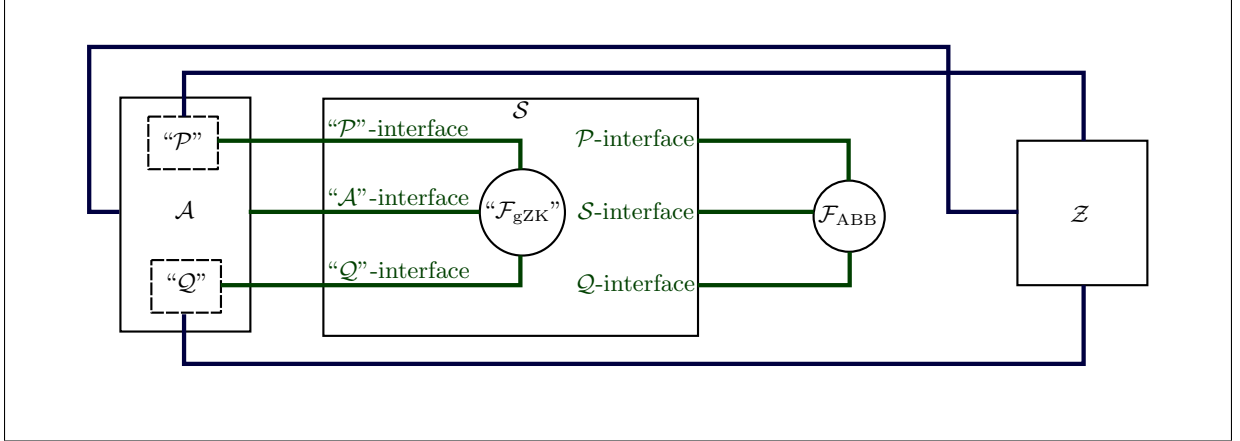 𝒮
“𝒫”
“𝒫”-interface
𝒫-interface
𝒜
“𝒜”-interface
“ℱgZK”
𝒮-interface
ℱABB
𝒵
“𝒬”
“𝒬”-interface
𝒬-interface